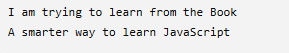 I am trying to learn from the Book
A smarter way to learn JavaScript